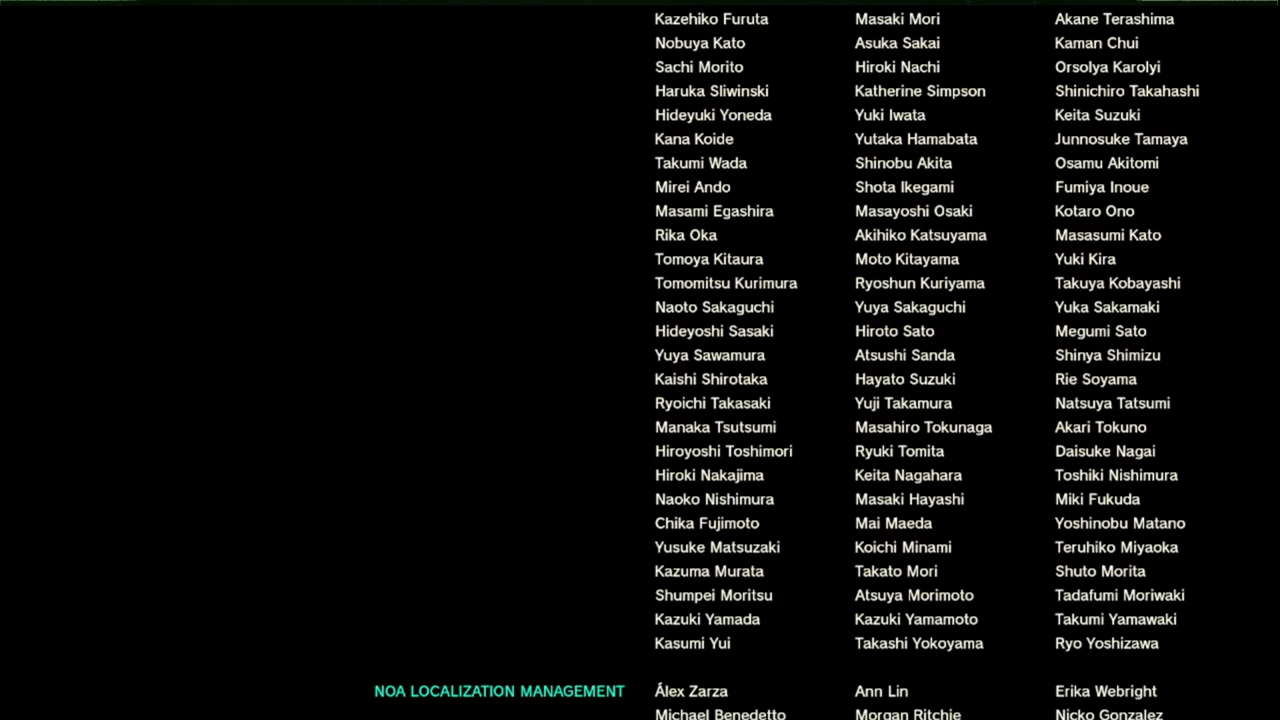 Kazehiko Furuta Masaki Mori Akane Terashima
Nobuya Kato Asuka Sakai Kaman Chui
Sachi Morito Hiroki Nachi Orsolya Karolyi
Haruka Sliwinski Katherine Simpson Shinichiro Takahashi
Hideyuki Yoneda Yuki Iwata Keita Suzuki
Kana Koide Yutaka Hamabata Junnosuke Tamaya
Takumi Wada Shinobu Akita Osamu Akitomi
Mirei Ando Shota Ikegami Fumiya Inoue
Masami Egashira Masayoshi Osaki Kotaro Ono
Rika Oka Akihiko Katsuyama Masasumi Kato
Tomoya Kitaura Moto Kitayama Yuki Kira
Tomomitsu Kurimura Ryoshun Kuriyama Takuya Kobayashi
Naoto Sakaguchi Yuya Sakaguchi Yuka Sakamaki
Hideyoshi Sasaki Hiroto Sato Megumi Sato
Yuya Sawamura Atsushi Sanda Shinya Shimizu
Kaishi Shirotaka Hayato Suzuki Rie Soyama
Ryoichi Takasaki Yuji Takamura Natsuya Tatsumi
Manaka Tsutsumi Masahiro Tokunaga Akari Tokuno
Hiroyoshi Toshimori Ryuki Tomita Daisuke Nagai
Hiroki Nakajima Keita Nagahara Toshiki Nishimura
Naoko Nishimura Masaki Hayashi Miki Fukuda
Chika Fujimoto Mai Maeda Yoshinobu Matano
Yusuke Matsuzaki Koichi Minami Teruhiko Miyaoka
Kazuma Murata Takato Mori Shuto Morita
Shumpei Moritsu Atsuya Morimoto Tadafumi Moriwaki
Kazuki Yamada Kazuki Yamamoto Takumi Yamawaki
Kasumi Yui Takashi Yokoyama Ryo Yoshizawa
NOA LOCALIZATION MANAGEMENT Álex Zarza Ann Lin Erika Webright
Michael Benedetto Morgan Ritchie Nicko Gonzalez